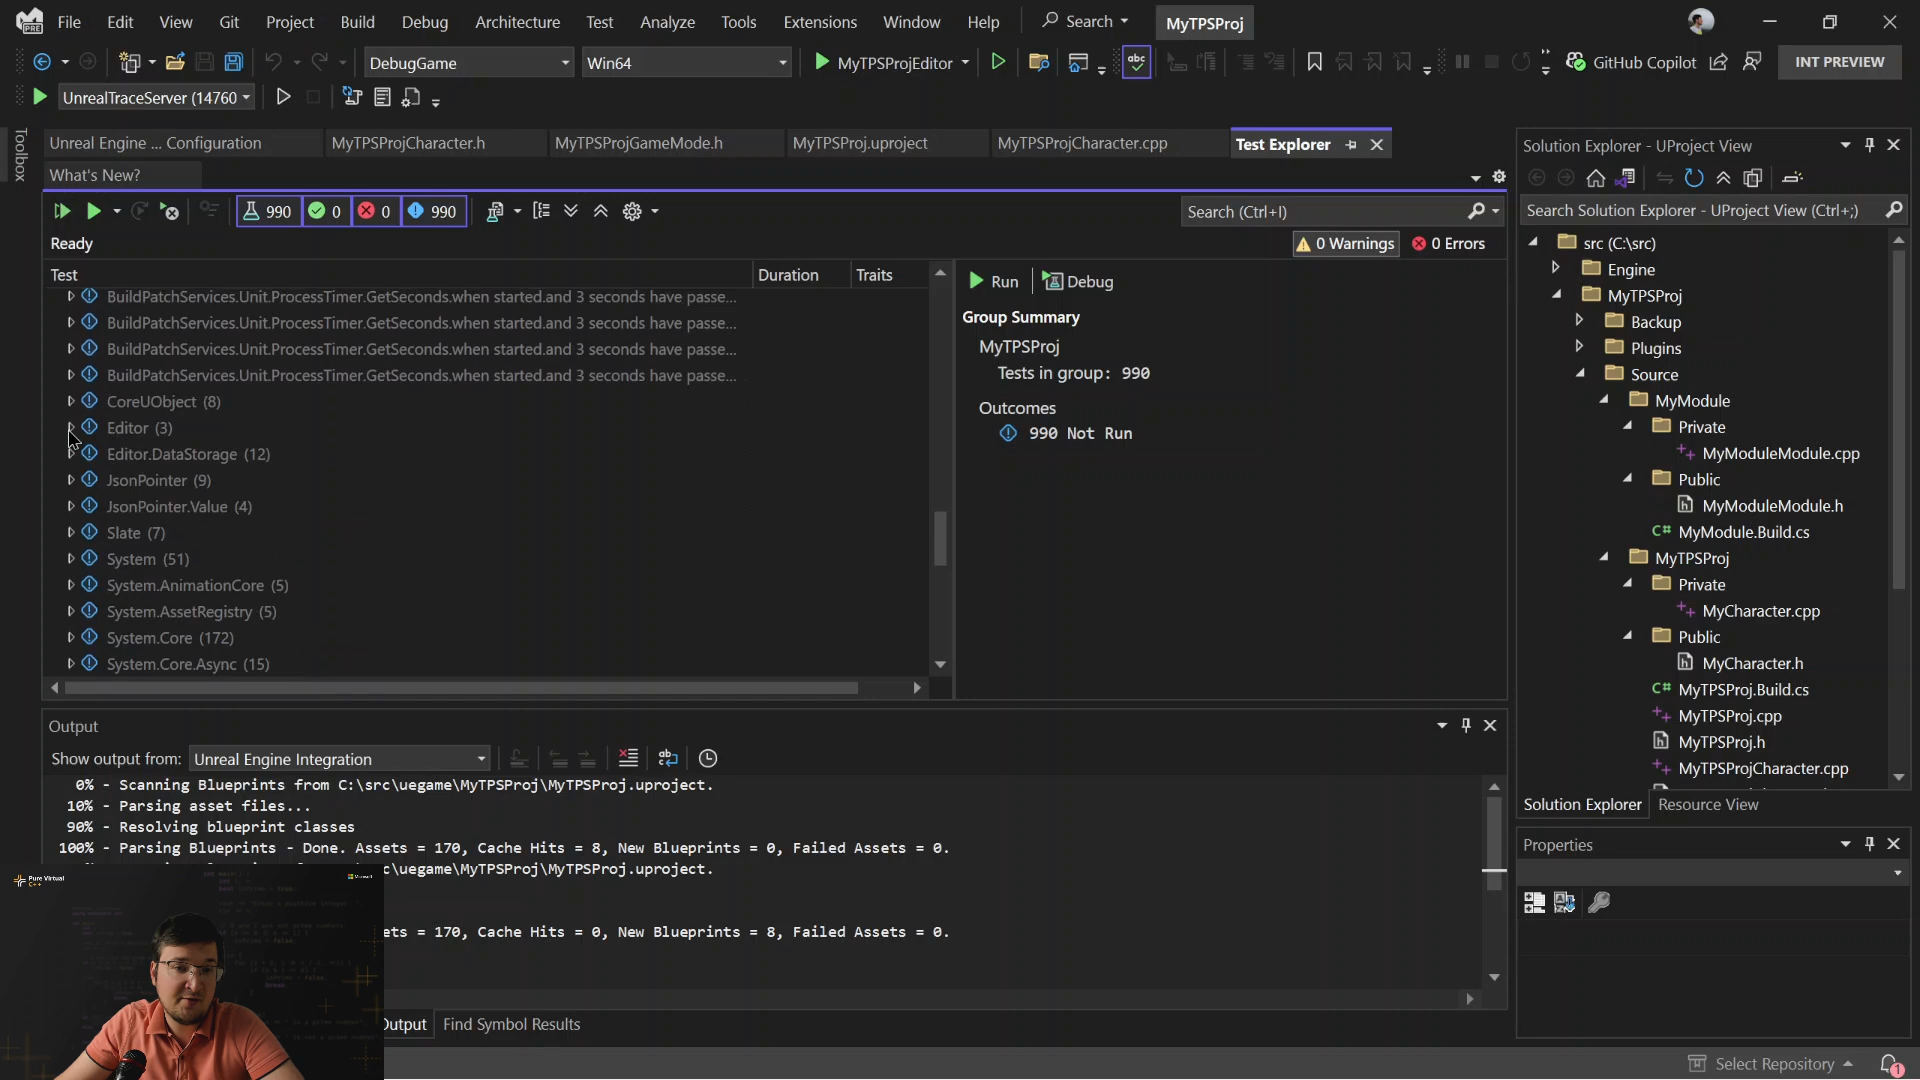 File Edit View Git Project Build Debug Architecture Test Analyze Tools Extensions Window Help Search MyTPSProj
DebugGame Win64 MyTPSProjEditor GitHub Copilot INT PREVIEW
UnrealTraceServer (14760
Toolbox
Unreal Engine ... Configuration MyTPSProjCharacter.h MyTPSProjGameMode.h MyTPSProj.uproject MyTPSProjCharacter.cpp Test Explorer
What's New?
990 0 0 990 Search (Ctrl+I)
Ready 0 Warnings 0 Errors
Test Duration Traits
BuildPatchServices.Unit.ProcessTimer.GetSeconds.when started.and 3 seconds have passe...
BuildPatchServices.Unit.ProcessTimer.GetSeconds.when started.and 3 seconds have passe...
BuildPatchServices.Unit.ProcessTimer.GetSeconds.when started.and 3 seconds have passe...
BuildPatchServices.Unit.ProcessTimer.GetSeconds.when started.and 3 seconds have passe...
CoreUObject (8)
Editor (3)
Editor.DataStorage (12)
JsonPointer (9)
JsonPointer.Value (4)
Slate (7)
System (51)
System.AnimationCore (5)
System.AssetRegistry (5)
System.Core (172)
System.Core.Async (15)
Run Debug
Group Summary
MyTPSProj
Tests in group: 990
Outcomes
990 Not Run
Solution Explorer - UProject View
Search Solution Explorer - UProject View (Ctrl+;)
src (C:\src)
Engine
MyTPSProj
Backup
Plugins
Source
MyModule
Private
MyModuleModule.cpp
Public
MyModuleModule.h
MyModule.Build.cs
MyTPSProj
Private
MyCharacter.cpp
Public
MyCharacter.h
MyTPSProj.Build.cs
MyTPSProj.cpp
MyTPSProj.h
MyTPSProjCharacter.cpp
Solution Explorer Resource View
Properties
Output
Show output from: Unreal Engine Integration
0% - Scanning Blueprints from C:\src\uegame\MyTPSProj\MyTPSProj.uproject.
10% - Parsing asset files...
90% - Resolving blueprint classes
100% - Parsing Blueprints - Done. Assets = 170, Cache Hits = 8, New Blueprints = 0, Failed Assets = 0.
c\uegame\MyTPSProj\MyTPSProj.uproject.
ets = 170, Cache Hits = 0, New Blueprints = 8, Failed Assets = 0.
Output Find Symbol Results
Pure Virtual
C++
Microsoft
Select Repository 1